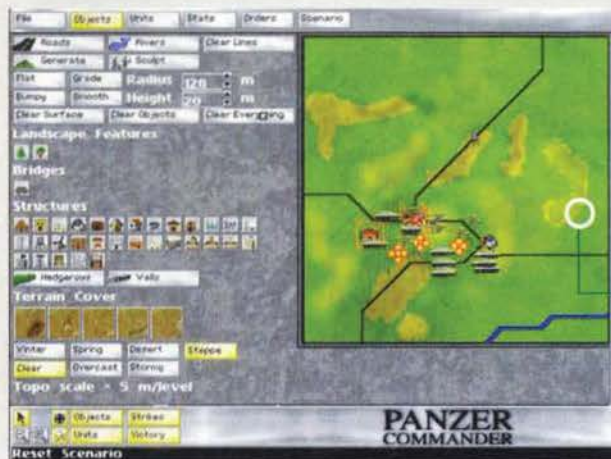 File Objects Units Stats Orders Scenario
Roads Rivers Clear Lines
Generate Sculpt
Flat Grade Radius 126 m
Bumpy Smooth Height 20 m
Clear Surface Clear Objects Clear Everything
Landscape Features
Bridges
Structures
Hedgerows Walls
Terrain Cover
Winter Spring Desert Steppe
Clear Overcast Stormy
Topo scale = 5 m/level
Objects Strikes
Units Victory
PANZER
COMMANDER
Reset Scenario